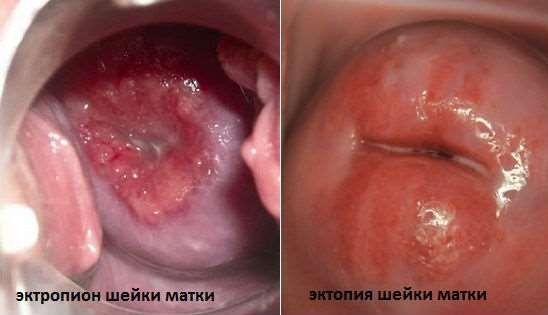 эктропион шейки матки
эктопия шейки матки